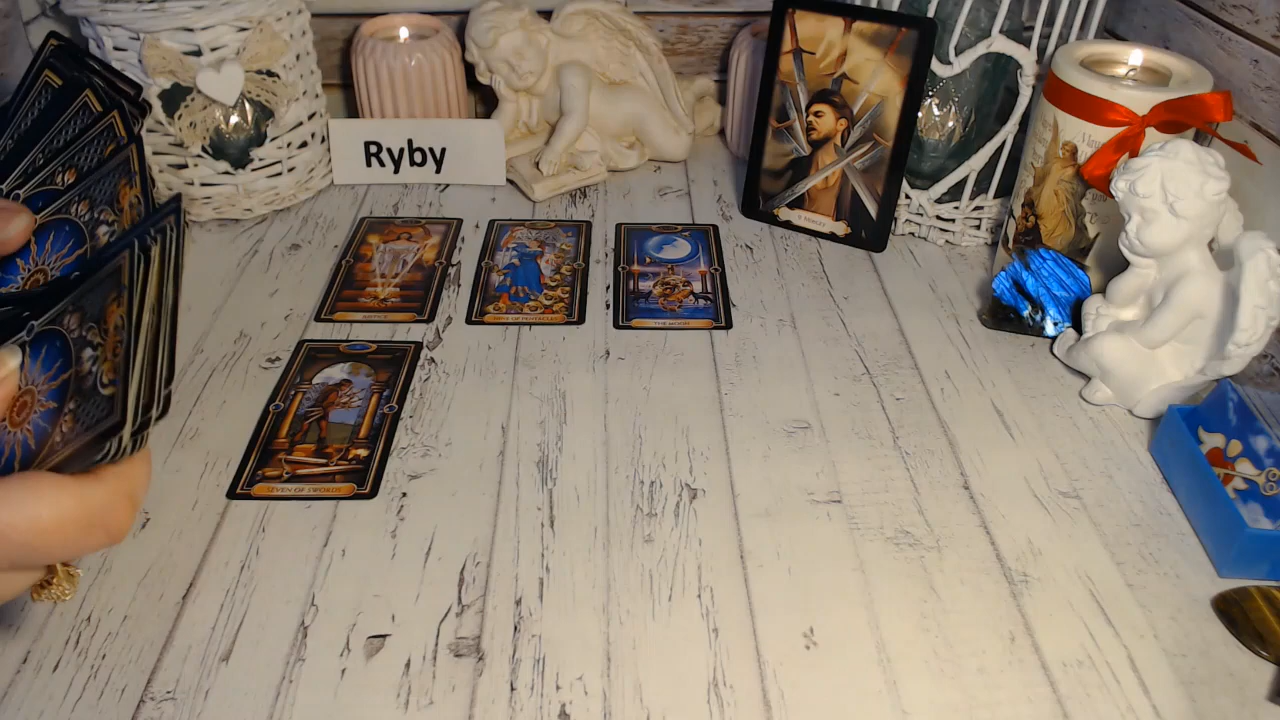 Ryby
JUSTICE
NINE OF PENTACLES
THE MOON
SEVEN OF SWORDS